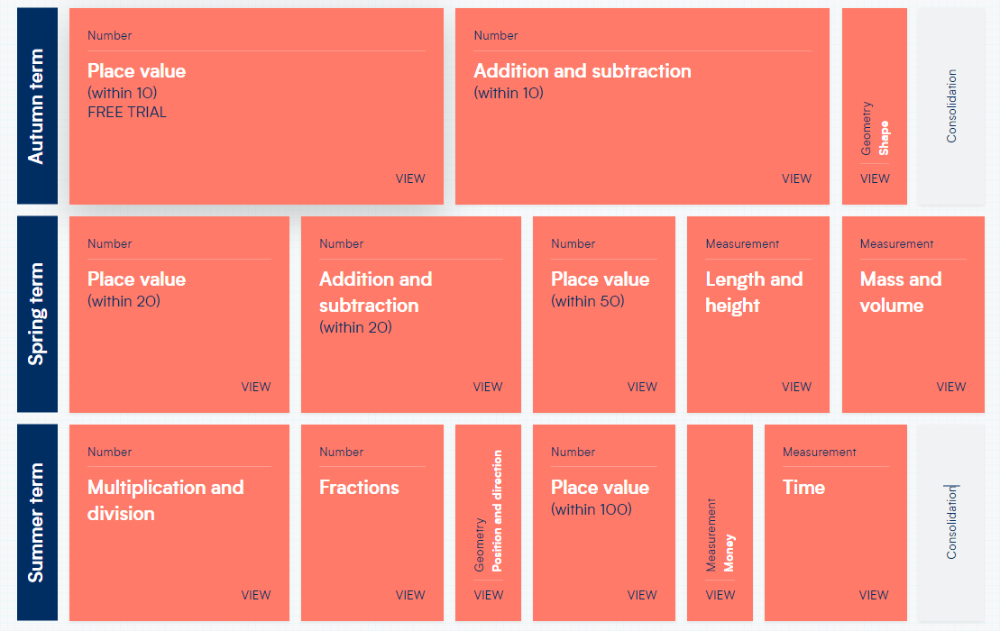 Autumn term
Number
Place value
(within 10)
FREE TRIAL
VIEW
Number
Addition and subtraction
(within 10)
VIEW
Geometry
Shape
VIEW
Consolidation
Spring term
Number
Place value
(within 20)
VIEW
Number
Addition and
subtraction
(within 20)
VIEW
Number
Place value
(within 50)
VIEW
Measurement
Length and
height
VIEW
Measurement
Mass and
volume
VIEW
Summer term
Number
Multiplication and
division
VIEW
Number
Fractions
VIEW
Geometry
Position and direction
VIEW
Number
Place value
(within 100)
VIEW
Measurement
Money
VIEW
Measurement
Time
VIEW
Consolidation